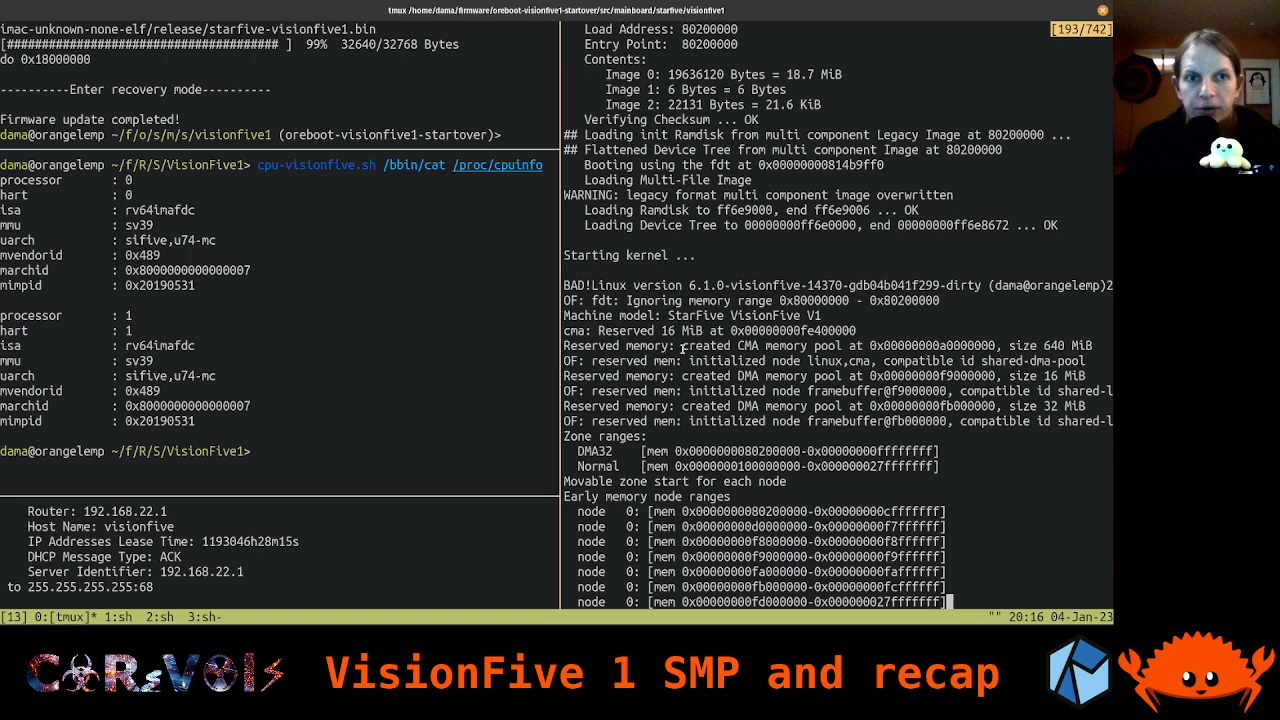 tmux /home/dama/firmware/oreboot-visionfive1-startover/src/mainboard/starfive/visionfive1
imac-unknown-none-elf/release/starfive-visionfive1.bin
[####################################### ]  99%  32640/32768 Bytes
do 0x18000000
----------Enter recovery mode----------
Firmware update completed!
dama@orangelemp ~/f/o/s/m/s/visionfive1 (oreboot-visionfive1-startover)>
dama@orangelemp ~/f/R/S/VisionFive1> cpu-visionfive.sh /bbin/cat /proc/cpuinfo
processor       : 0
hart            : 0
isa             : rv64imafdc
mmu             : sv39
uarch           : sifive,u74-mc
mvendorid       : 0x489
marchid         : 0x8000000000000007
mimpid          : 0x20190531
processor       : 1
hart            : 1
isa             : rv64imafdc
mmu             : sv39
uarch           : sifive,u74-mc
mvendorid       : 0x489
marchid         : 0x8000000000000007
mimpid          : 0x20190531
dama@orangelemp ~/f/R/S/VisionFive1>
Router: 192.168.22.1
Host Name: visionfive
IP Addresses Lease Time: 1193046h28m15s
DHCP Message Type: ACK
Server Identifier: 192.168.22.1
to 255.255.255.255:68
[193/742]
Load Address: 80200000
Entry Point:  80200000
Contents:
Image 0: 19636120 Bytes = 18.7 MiB
Image 1: 6 Bytes = 6 Bytes
Image 2: 22131 Bytes = 21.6 KiB
Verifying Checksum ... OK
## Loading init Ramdisk from multi component Legacy Image at 80200000 ...
## Flattened Device Tree from multi component Image at 80200000
Booting using the fdt at 0x00000000814b9ff0
Loading Multi-File Image
WARNING: legacy format multi component image overwritten
Loading Ramdisk to ff6e9000, end ff6e9006 ... OK
Loading Device Tree to 00000000ff6e0000, end 00000000ff6e8672 ... OK
Starting kernel ...
BAD!Linux version 6.1.0-visionfive-14370-gdb04b041f299-dirty (dama@orangelemp)2
OF: fdt: Ignoring memory range 0x80000000 - 0x80200000
Machine model: StarFive VisionFive V1
cma: Reserved 16 MiB at 0x00000000fe400000
Reserved memory: created CMA memory pool at 0x00000000a0000000, size 640 MiB
OF: reserved mem: initialized node linux,cma, compatible id shared-dma-pool
Reserved memory: created DMA memory pool at 0x00000000f9000000, size 16 MiB
OF: reserved mem: initialized node framebuffer@f9000000, compatible id shared-l
Reserved memory: created DMA memory pool at 0x00000000fb000000, size 32 MiB
OF: reserved mem: initialized node framebuffer@fb000000, compatible id shared-l
Zone ranges:
DMA32    [mem 0x0000000080200000-0x00000000ffffffff]
Normal   [mem 0x0000000100000000-0x000000027fffffff]
Movable zone start for each node
Early memory node ranges
node   0: [mem 0x0000000080200000-0x00000000cfffffff]
node   0: [mem 0x00000000d0000000-0x00000000f7ffffff]
node   0: [mem 0x00000000f8000000-0x00000000f8ffffff]
node   0: [mem 0x00000000f9000000-0x00000000f9ffffff]
node   0: [mem 0x00000000fa000000-0x00000000faffffff]
node   0: [mem 0x00000000fb000000-0x00000000fcffffff]
node   0: [mem 0x00000000fd000000-0x000000027fffffff]
[13] 0:[tmux]* 1:sh  2:sh  3:sh-
"" 20:16 04-Jan-23
VisionFive 1 SMP and recap